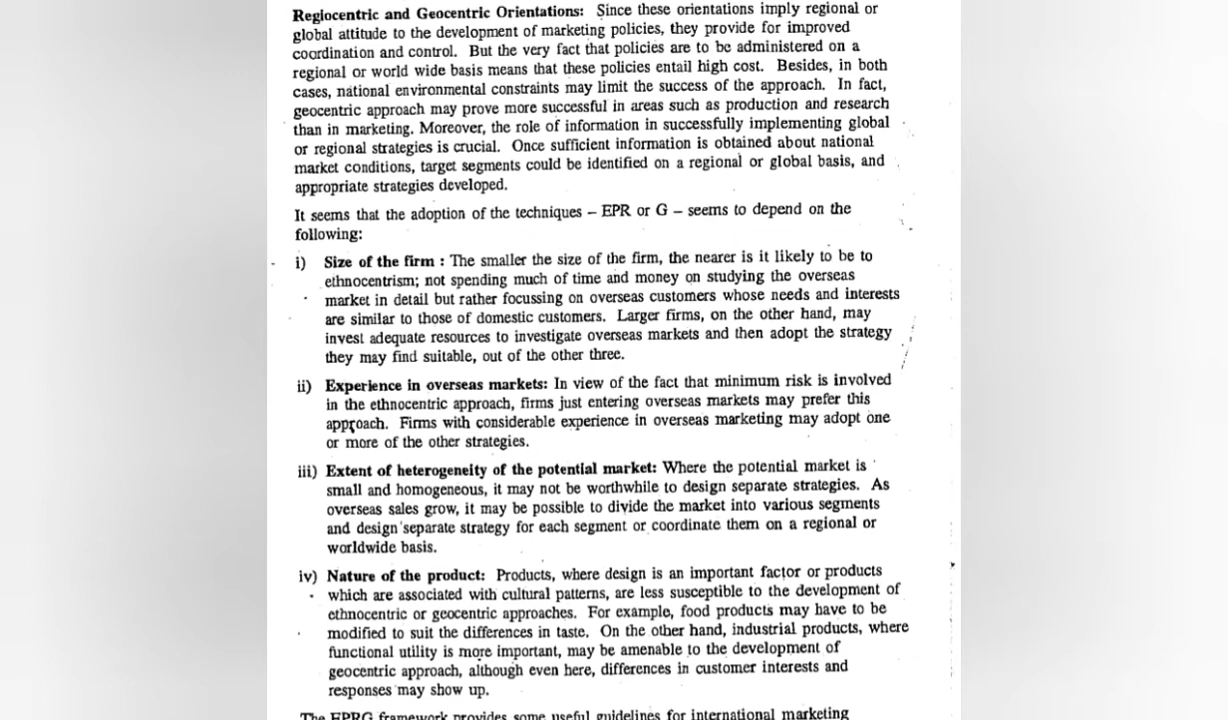 Regiocentric and Geocentric Orientations: Since these orientations imply regional or
global attitude to the development of marketing policies, they provide for improved
coordination and control. But the very fact that policies are to be administered on a
regional or world wide basis means that these policies entail high cost. Besides, in both
cases, national environmental constraints may limit the success of the approach. In fact,
geocentric approach may prove more successful in areas such as production and research
than in marketing. Moreover, the role of information in successfully implementing global
or regional strategies is crucial. Once sufficient information is obtained about national
market conditions, target segments could be identified on a regional or global basis, and
appropriate strategies developed.
It seems that the adoption of the techniques – EPR or G – seems to depend on the
following:
i) Size of the firm : The smaller the size of the firm, the nearer is it likely to be to
ethnocentrism; not spending much of time and money on studying the overseas
market in detail but rather focussing on overseas customers whose needs and interests
are similar to those of domestic customers. Larger firms, on the other hand, may
invest adequate resources to investigate overseas markets and then adopt the strategy
they may find suitable, out of the other three.
ii) Experience in overseas markets: In view of the fact that minimum risk is involved
in the ethnocentric approach, firms just entering overseas markets may prefer this
approach. Firms with considerable experience in overseas marketing may adopt one
or more of the other strategies.
iii) Extent of heterogeneity of the potential market: Where the potential market is
small and homogeneous, it may not be worthwhile to design separate strategies. As
overseas sales grow, it may be possible to divide the market into various segments
and design separate strategy for each segment or coordinate them on a regional or
worldwide basis.
iv) Nature of the product: Products, where design is an important factor or products
which are associated with cultural patterns, are less susceptible to the development of
ethnocentric or geocentric approaches. For example, food products may have to be
modified to suit the differences in taste. On the other hand, industrial products, where
functional utility is more important, may be amenable to the development of
geocentric approach, although even here, differences in customer interests and
responses may show up.
The EPRG framework provides some useful guidelines for international marketing